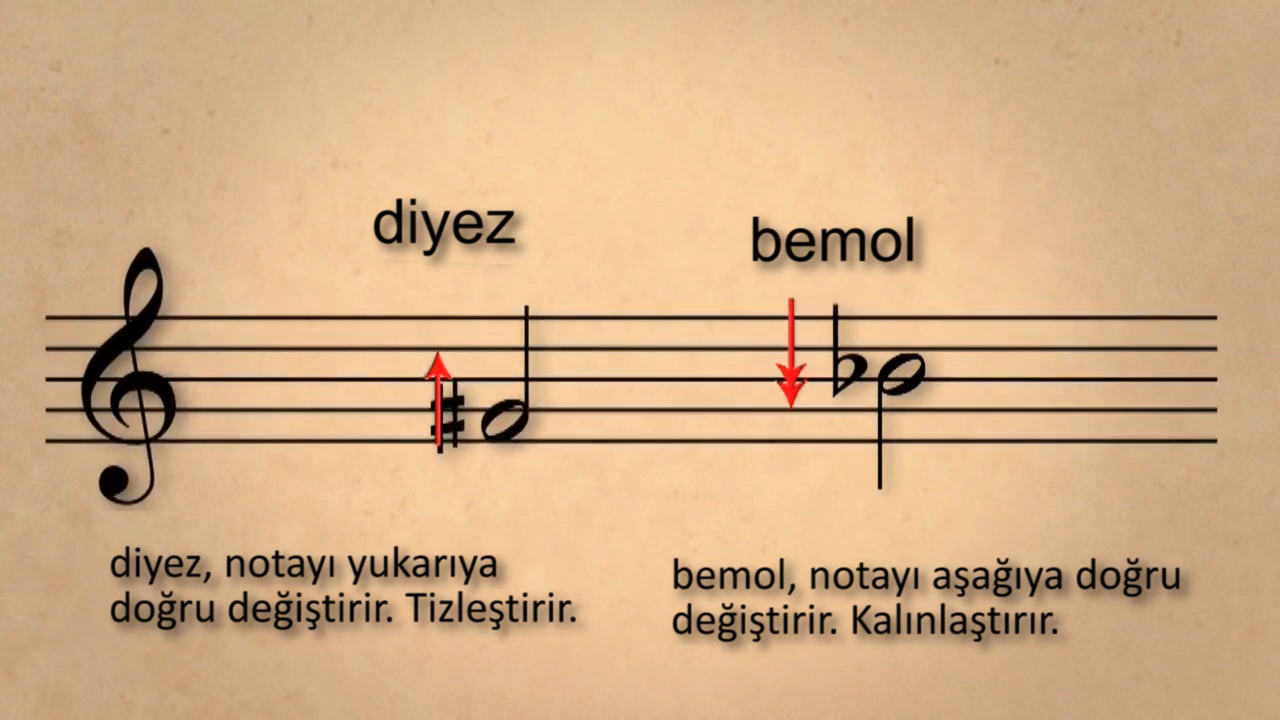 diyez
bemol
diyez, notayı yukarıya
doğru değiştirir. Tizleştirir.
bemol, notayı aşağıya doğru
değiştirir. Kalınlaştırır.